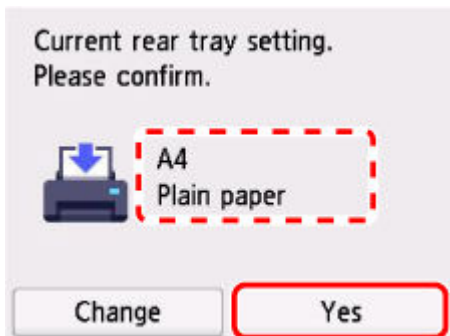 Current rear tray setting.
Please confirm.
A4
Plain paper
Change
Yes